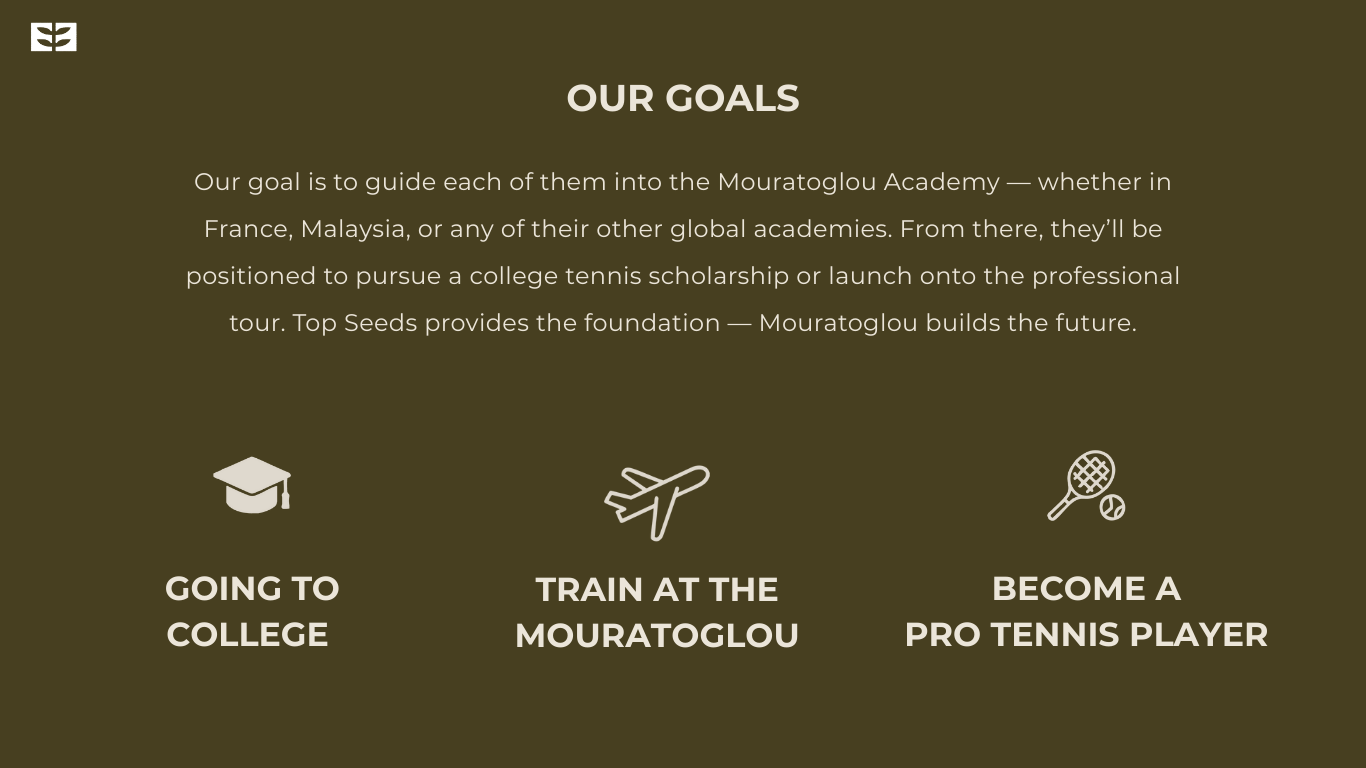 OUR GOALS
Our goal is to guide each of them into the Mouratoglou Academy — whether in
France, Malaysia, or any of their other global academies. From there, they’ll be
positioned to pursue a college tennis scholarship or launch onto the professional
tour. Top Seeds provides the foundation — Mouratoglou builds the future.
GOING TO
COLLEGE
TRAIN AT THE
MOURATOGLOU
BECOME A
PRO TENNIS PLAYER